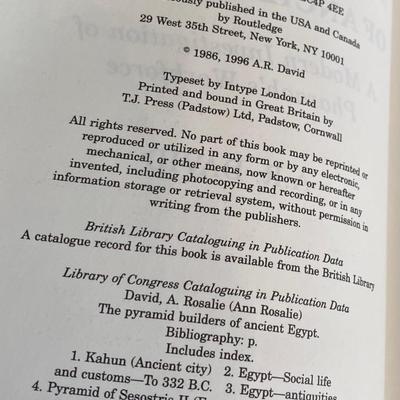 C4P 4EE
published in the USA and Canada
by Routledge
29 West 35th Street, New York, NY 10001
© 1986, 1996 A.R. David
Typeset by Intype London Ltd
Printed and bound in Great Britain by
T.J. Press (Padstow) Ltd, Padstow, Cornwall
All rights reserved. No part of this book may be reprinted or
reproduced or utilized in any form or by any electronic,
mechanical, or other means, now known or hereafter
invented, including photocopying and recording, or in any
information storage or retrieval system, without permission in
writing from the publishers.
British Library Cataloguing in Publication Data
A catalogue record for this book is available from the British Library
Library of Congress Cataloguing in Publication Data
David, A. Rosalie (Ann Rosalie)
The pyramid builders of ancient Egypt.
Bibliography: p.
Includes index.
1. Kahun (Ancient city) 2. Egypt—Social life
and customs—To 332 B.C. 3. Egypt—antiquities
4. Pyramid of Sesostris II